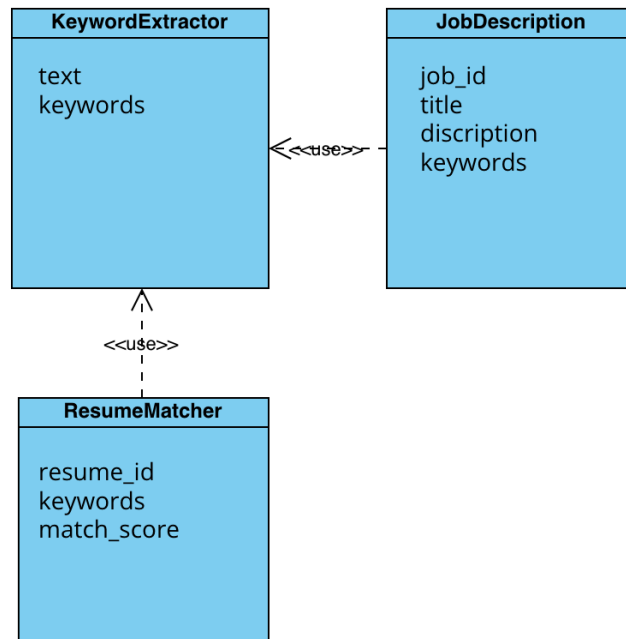 KeywordExtractor
text
keywords
JobDescription
job_id
title
discription
keywords
<<use>>
<<use>>
ResumeMatcher
resume_id
keywords
match_score